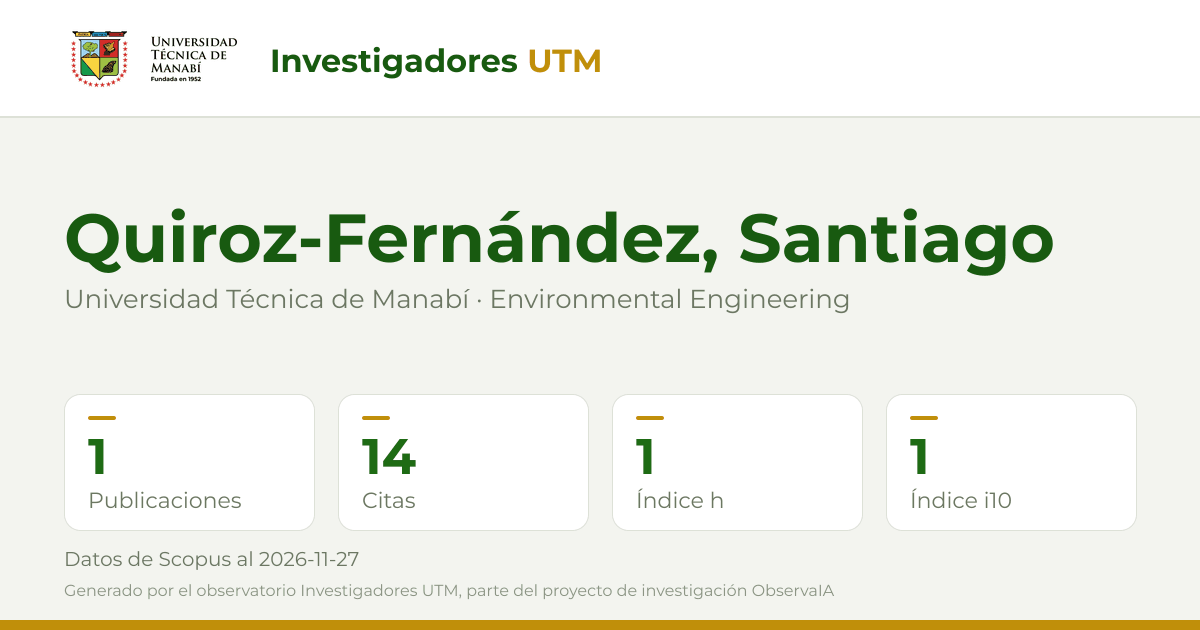 UNIVERSIDAD
TÉCNICA DE
MANABÍ
Fundada en 1952
Investigadores UTM
Quiroz-Fernández, Santiago
Universidad Técnica de Manabí · Environmental Engineering
1
Publicaciones
14
Citas
1
Índice h
1
Índice i10
Datos de Scopus al 2026-11-27
Generado por el observatorio Investigadores UTM, parte del proyecto de investigación ObservaIA